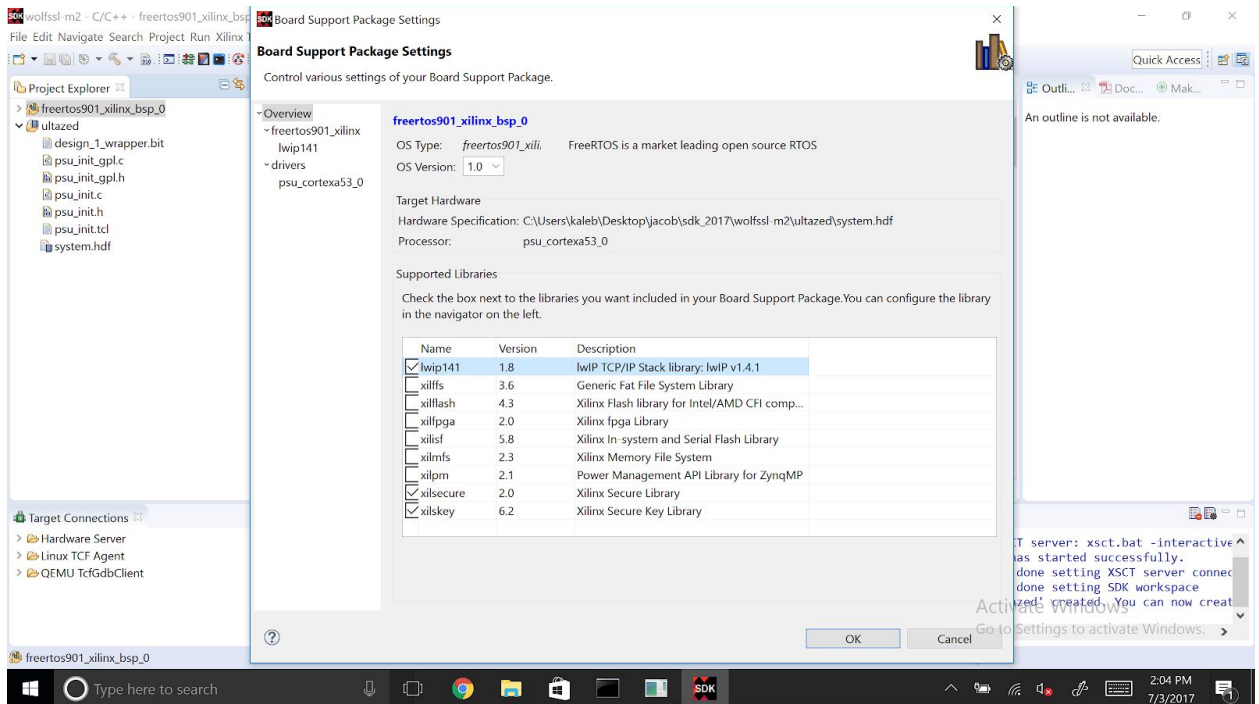 wolfssl-m2 - C/C++ - freertos901_xilinx_bsp
File Edit Navigate Search Project Run Xilinx
Quick Access
Project Explorer
freertos901_xilinx_bsp_0
ultazed
design_1_wrapper.bit
psu_init_gpl.c
psu_init_gpl.h
psu_init.c
psu_init.h
psu_init.tcl
system.hdf
Target Connections
Hardware Server
Linux TCF Agent
QEMU TcfGdbClient
freertos901_xilinx_bsp_0
SDK Board Support Package Settings
Board Support Package Settings
Control various settings of your Board Support Package.
Overview
freertos901_xilinx
lwip141
drivers
psu_cortexa53_0
freertos901_xilinx_bsp_0
OS Type: freertos901_xili. FreeRTOS is a market leading open source RTOS
OS Version: 1.0
Target Hardware
Hardware Specification: C:\Users\kaleb\Desktop\jacob\sdk_2017\wolfssl-m2\ultazed\system.hdf
Processor: psu_cortexa53_0
Supported Libraries
Check the box next to the libraries you want included in your Board Support Package.You can configure the library
in the navigator on the left.
Name Version Description
lwip141 1.8 lwIP TCP/IP Stack library: lwIP v1.4.1
xilffs 3.6 Generic Fat File System Library
xilflash 4.3 Xilinx Flash library for Intel/AMD CFI comp...
xilfpga 2.0 Xilinx fpga Library
xilisf 5.8 Xilinx In-system and Serial Flash Library
xilmfs 2.3 Xilinx Memory File System
xilpm 2.1 Power Management API Library for ZynqMP
xilsecure 2.0 Xilinx Secure Library
xilskey 6.2 Xilinx Secure Key Library
OK Cancel
Outli... Doc... Mak...
An outline is not available.
CT server: xsct.bat -interactive
has started successfully.
done setting XSCT server connec
done setting SDK workspace
zed' created. You can now creat
Activate Windows
Go to Settings to activate Windows.
Type here to search
SDK
2:04 PM
7/3/2017
1